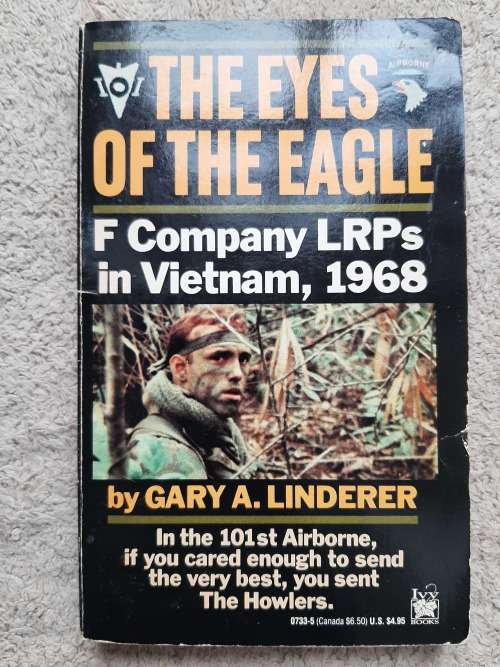 101
AIRBORNE
THE EYES
OF THE EAGLE
F Company LRPs
in Vietnam, 1968
by GARY A. LINDERER
In the 101st Airborne,
if you cared enough to send
the very best, you sent
The Howlers.
0733-5 (Canada $6.50) U.S. $4.95
Ivy
BOOKS